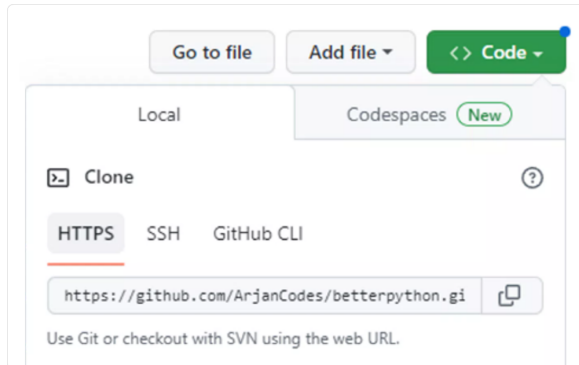 Go to file
Add file
<> Code
Local
Codespaces New
Clone
?
HTTPS SSH GitHub CLI
https://github.com/ArjanCodes/betterpython.gi
Use Git or checkout with SVN using the web URL.